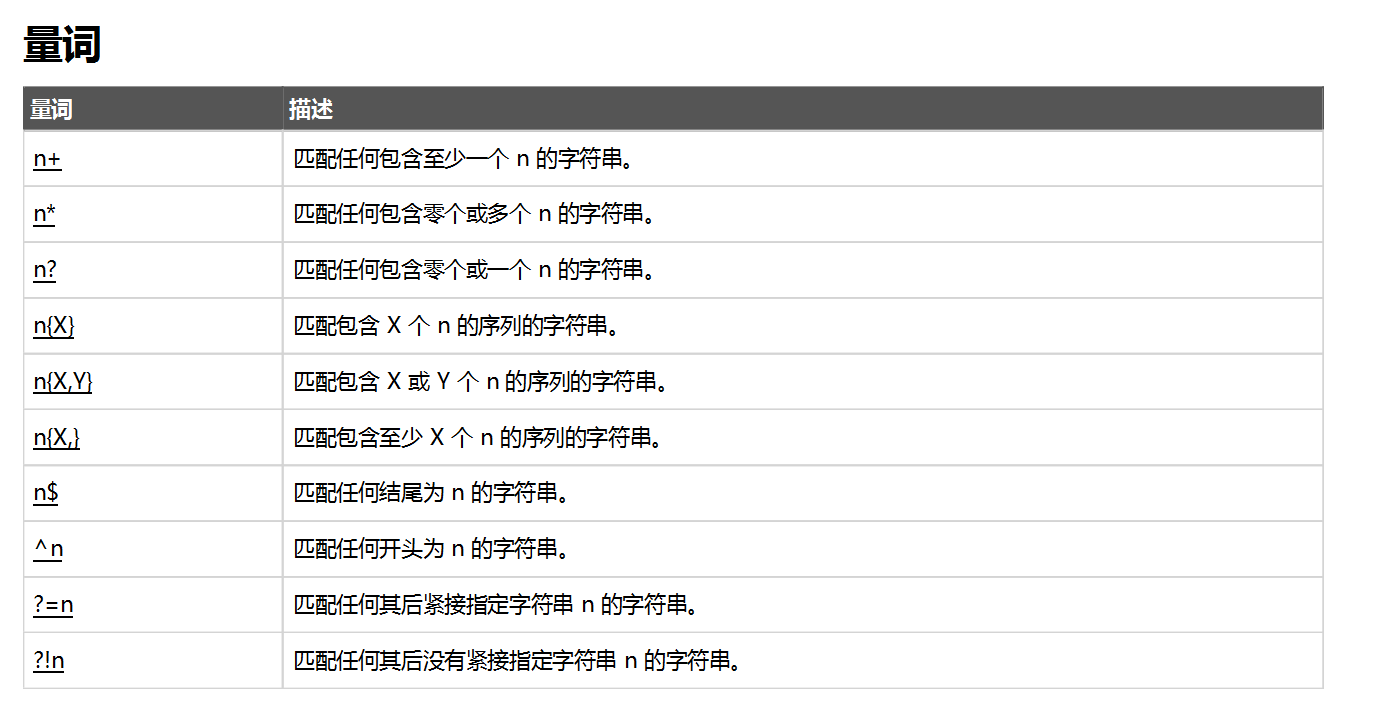 量词
量词 描述
n+ 匹配任何包含至少一个 n 的字符串。
n* 匹配任何包含零个或多个 n 的字符串。
n? 匹配任何包含零个或一个 n 的字符串。
n{X} 匹配包含 X 个 n 的序列的字符串。
n{X,Y} 匹配包含 X 或 Y 个 n 的序列的字符串。
n{X,} 匹配包含至少 X 个 n 的序列的字符串。
n$ 匹配任何结尾为 n 的字符串。
^n 匹配任何开头为 n 的字符串。
?=n 匹配任何其后紧接指定字符串 n 的字符串。
?!n 匹配任何其后没有紧接指定字符串 n 的字符串。